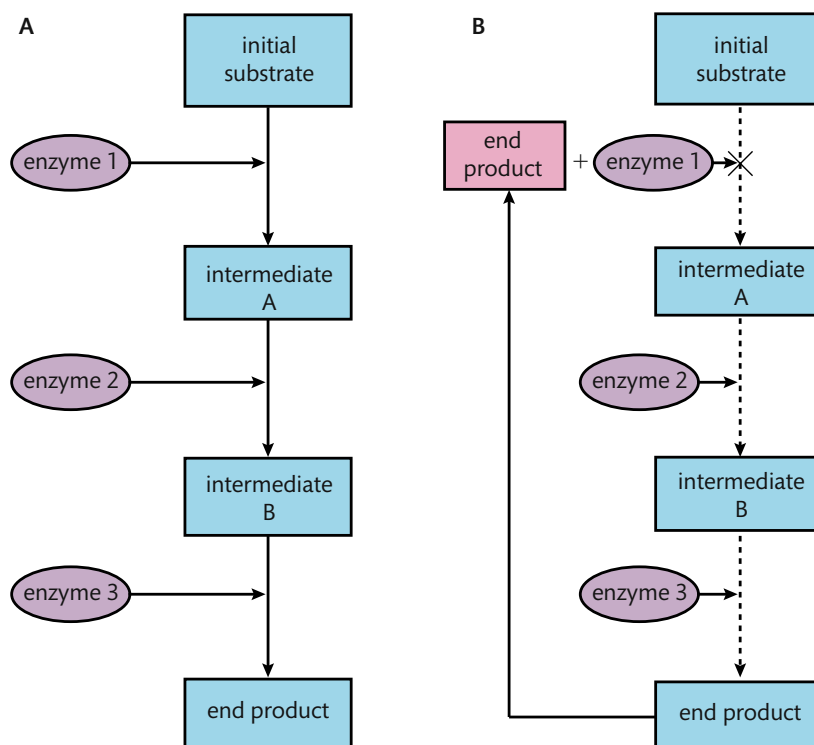 A
initial
substrate
enzyme 1
intermediate
A
enzyme 2
intermediate
B
enzyme 3
end product
B
initial
substrate
end
product
+
enzyme 1
intermediate
A
enzyme 2
intermediate
B
enzyme 3
end product